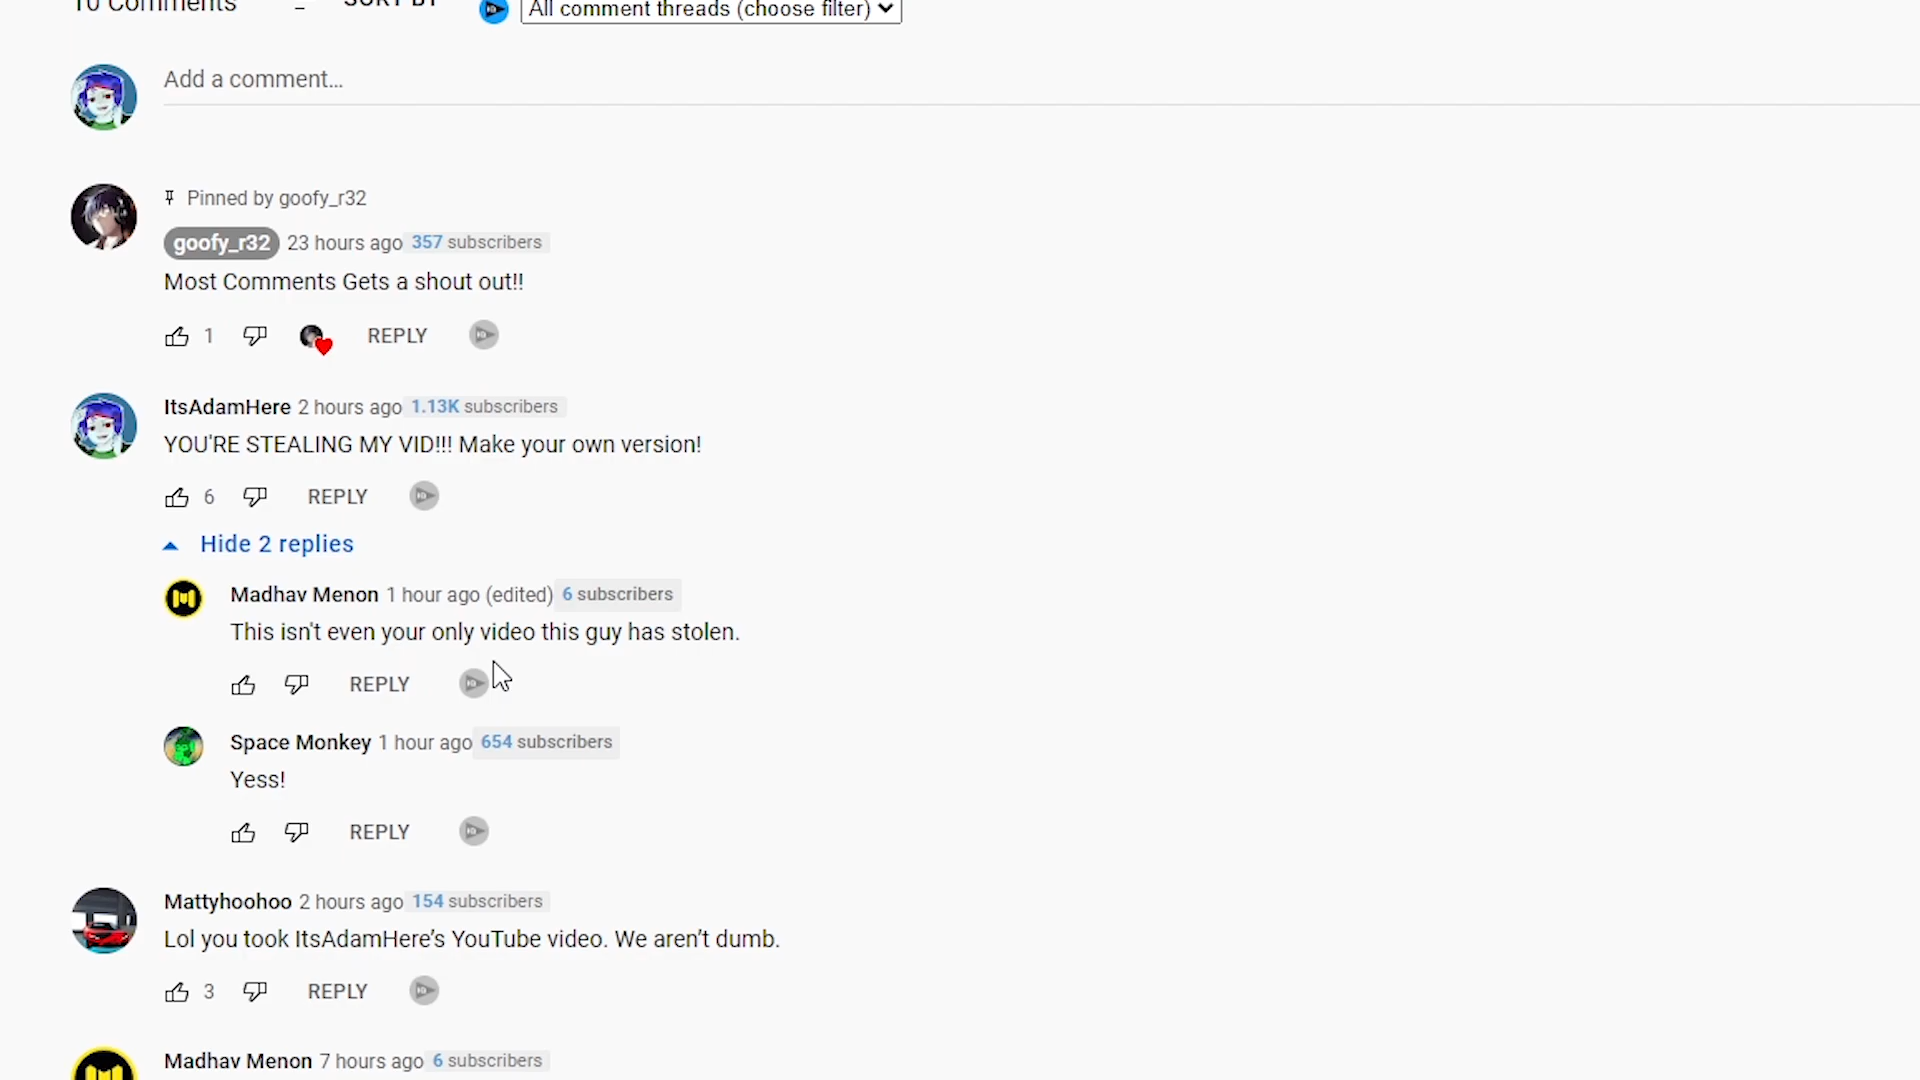 10 Comments SORT BY All comment threads (choose filter)
Add a comment...
Pinned by goofy_r32
goofy_r32 23 hours ago 357 subscribers
Most Comments Gets a shout out!!
1 REPLY
ItsAdamHere 2 hours ago 1.13K subscribers
YOU'RE STEALING MY VID!!! Make your own version!
6 REPLY
Hide 2 replies
Madhav Menon 1 hour ago (edited) 6 subscribers
This isn't even your only video this guy has stolen.
REPLY
Space Monkey 1 hour ago 654 subscribers
Yess!
REPLY
Mattyhoohoo 2 hours ago 154 subscribers
Lol you took ItsAdamHere’s YouTube video. We aren’t dumb.
3 REPLY
Madhav Menon 7 hours ago 6 subscribers